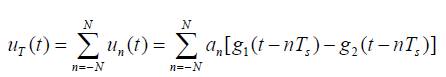 u_T(t) = \sum_{n=-N}^{N} u_n(t) = \sum_{n=-N}^{N} a_n[g_1(t-nT_s)-g_2(t-nT_s)]